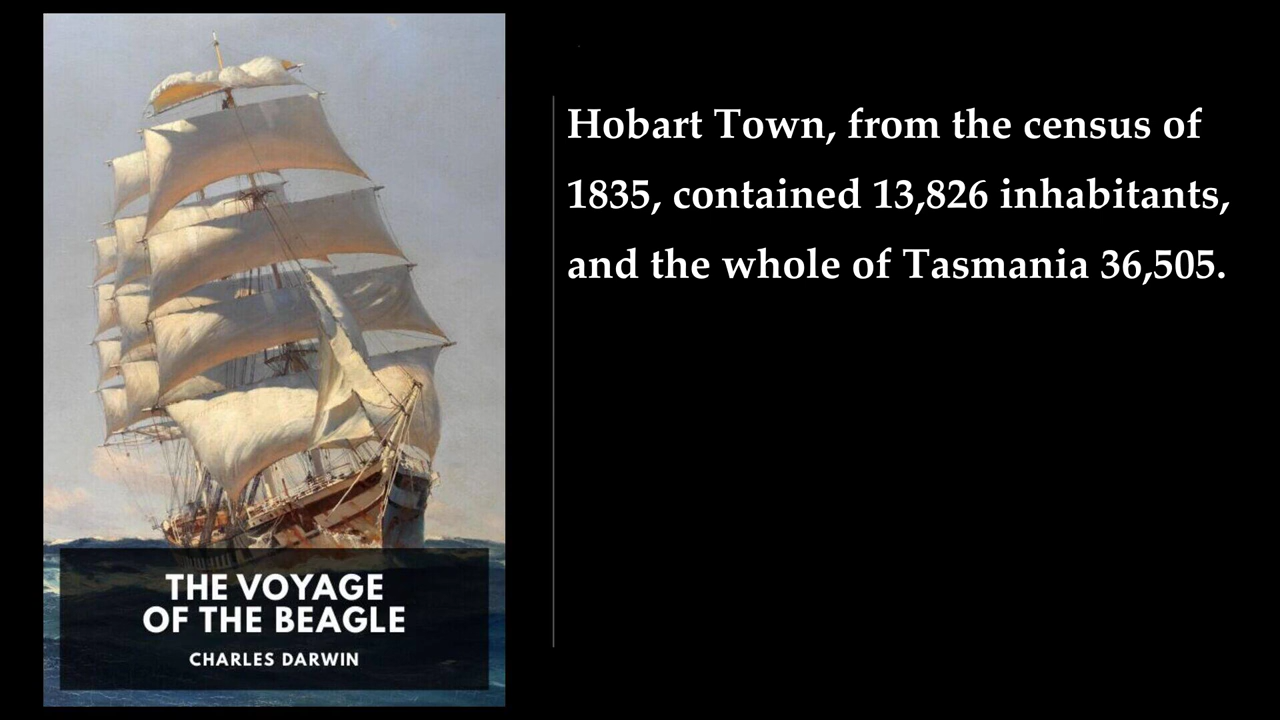 THE VOYAGE
OF THE BEAGLE
CHARLES DARWIN
Hobart Town, from the census of
1835, contained 13,826 inhabitants,
and the whole of Tasmania 36,505.